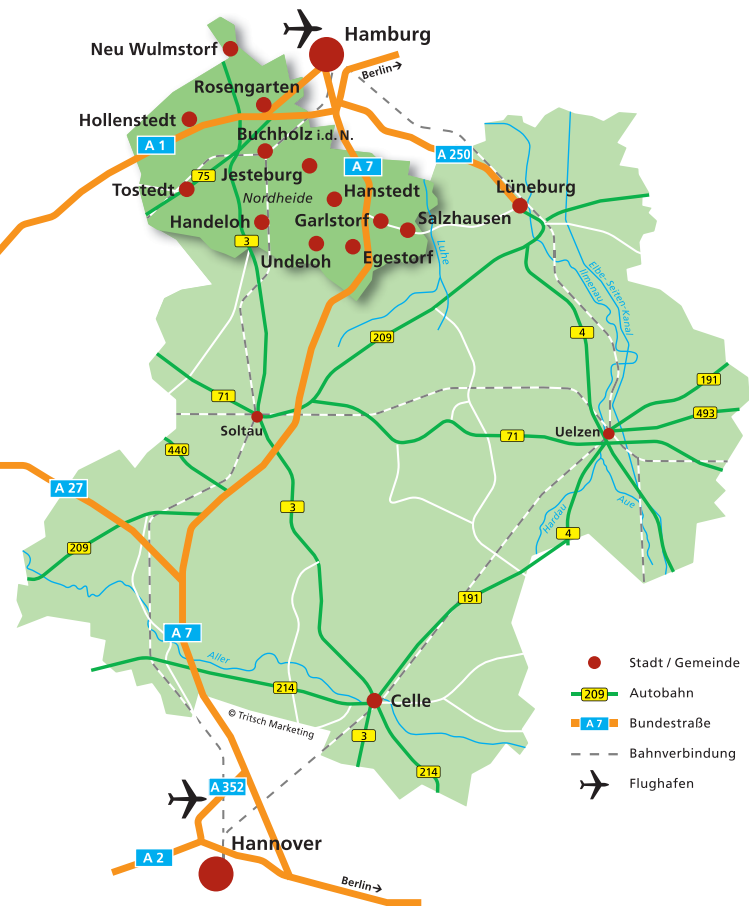 Hamburg
Neu Wulmstorf
Berlin→
Rosengarten
Hollenstedt
Buchholz i.d.N.
A 1
A 250
A 7
Jesteburg
75
Tostedt
Lüneburg
Hanstedt
Nordheide
Garlstorf
Salzhausen
Handeloh
3
Luhe
Egestorf
Undeloh
Elbe-Seiten-Kanal
Ilmenau
4
209
191
71
493
Soltau
Uelzen
71
440
A 27
3
Hardau
Aue
4
209
191
A 7
Aller
Stadt / Gemeinde
214
Celle
209
Autobahn
© Tritsch Marketing
A 7
Bundestraße
3
Bahnverbindung
214
A 352
Flughafen
Hannover
A 2
Berlin→